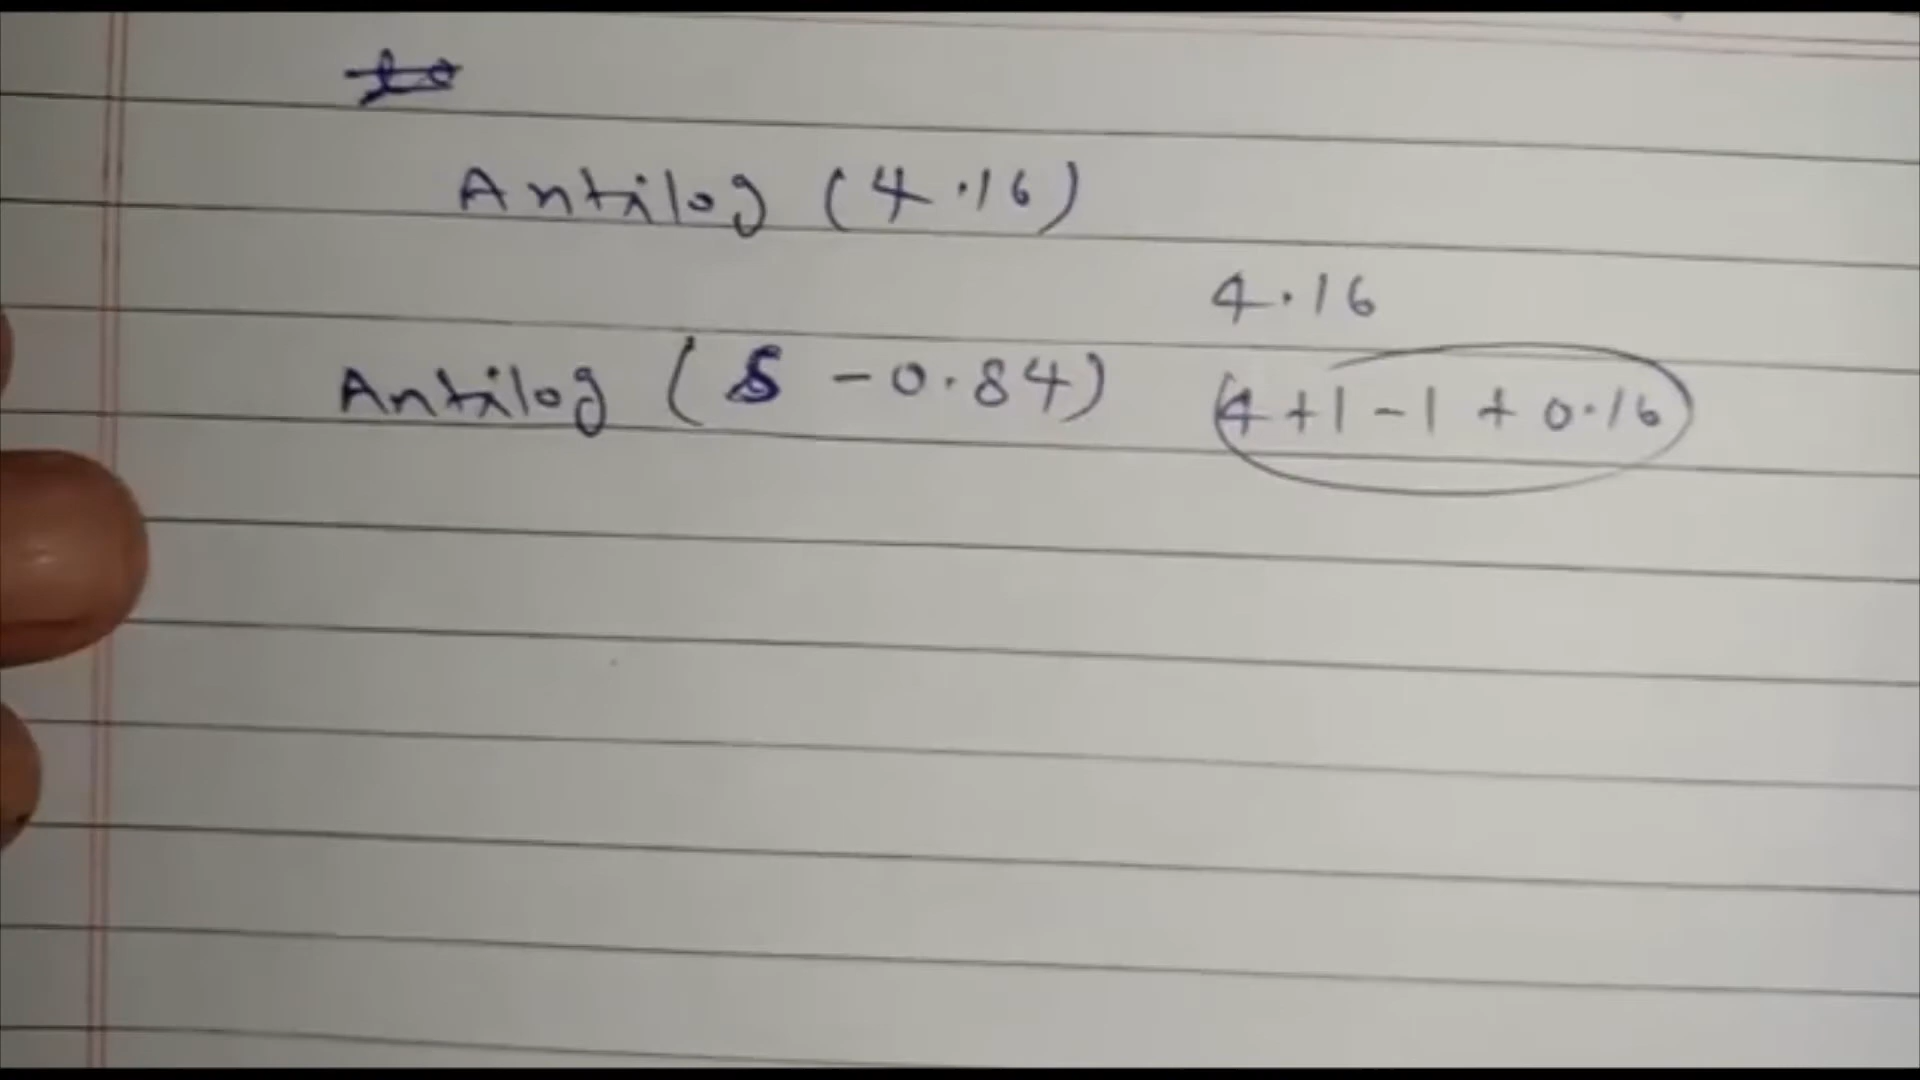 Antilog (4.16)
4.16
Antilog (5 - 0.84)
4 + 1 - 1 + 0.16